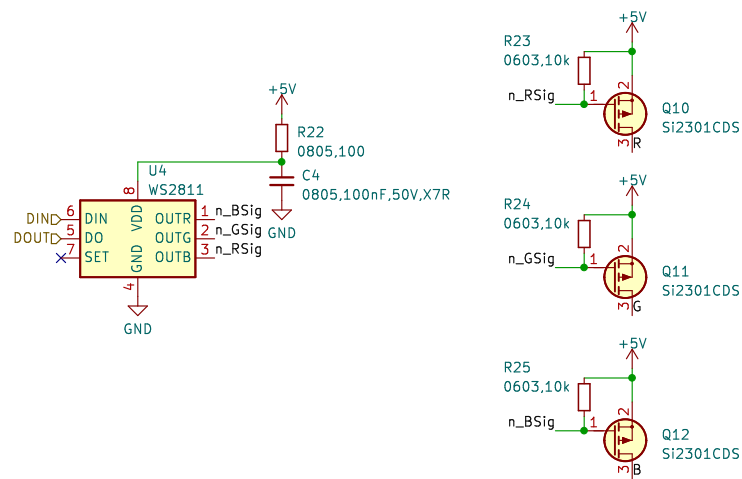 +5V
R22
0805,100
U4
WS2811
C4
0805,100nF,50V,X7R
8
VDD
DIN
6
DIN
OUTR
1
n_BSig
DOUT
5
DO
OUTG
2
n_GSig
GND
7
SET
GND
OUTB
3
n_RSig
4
GND
+5V
R23
0603,10k
n_RSig
1
2
Q10
Si2301CDS
3
R
+5V
R24
0603,10k
n_GSig
1
2
Q11
Si2301CDS
3
G
+5V
R25
0603,10k
n_BSig
1
2
Q12
Si2301CDS
3
B